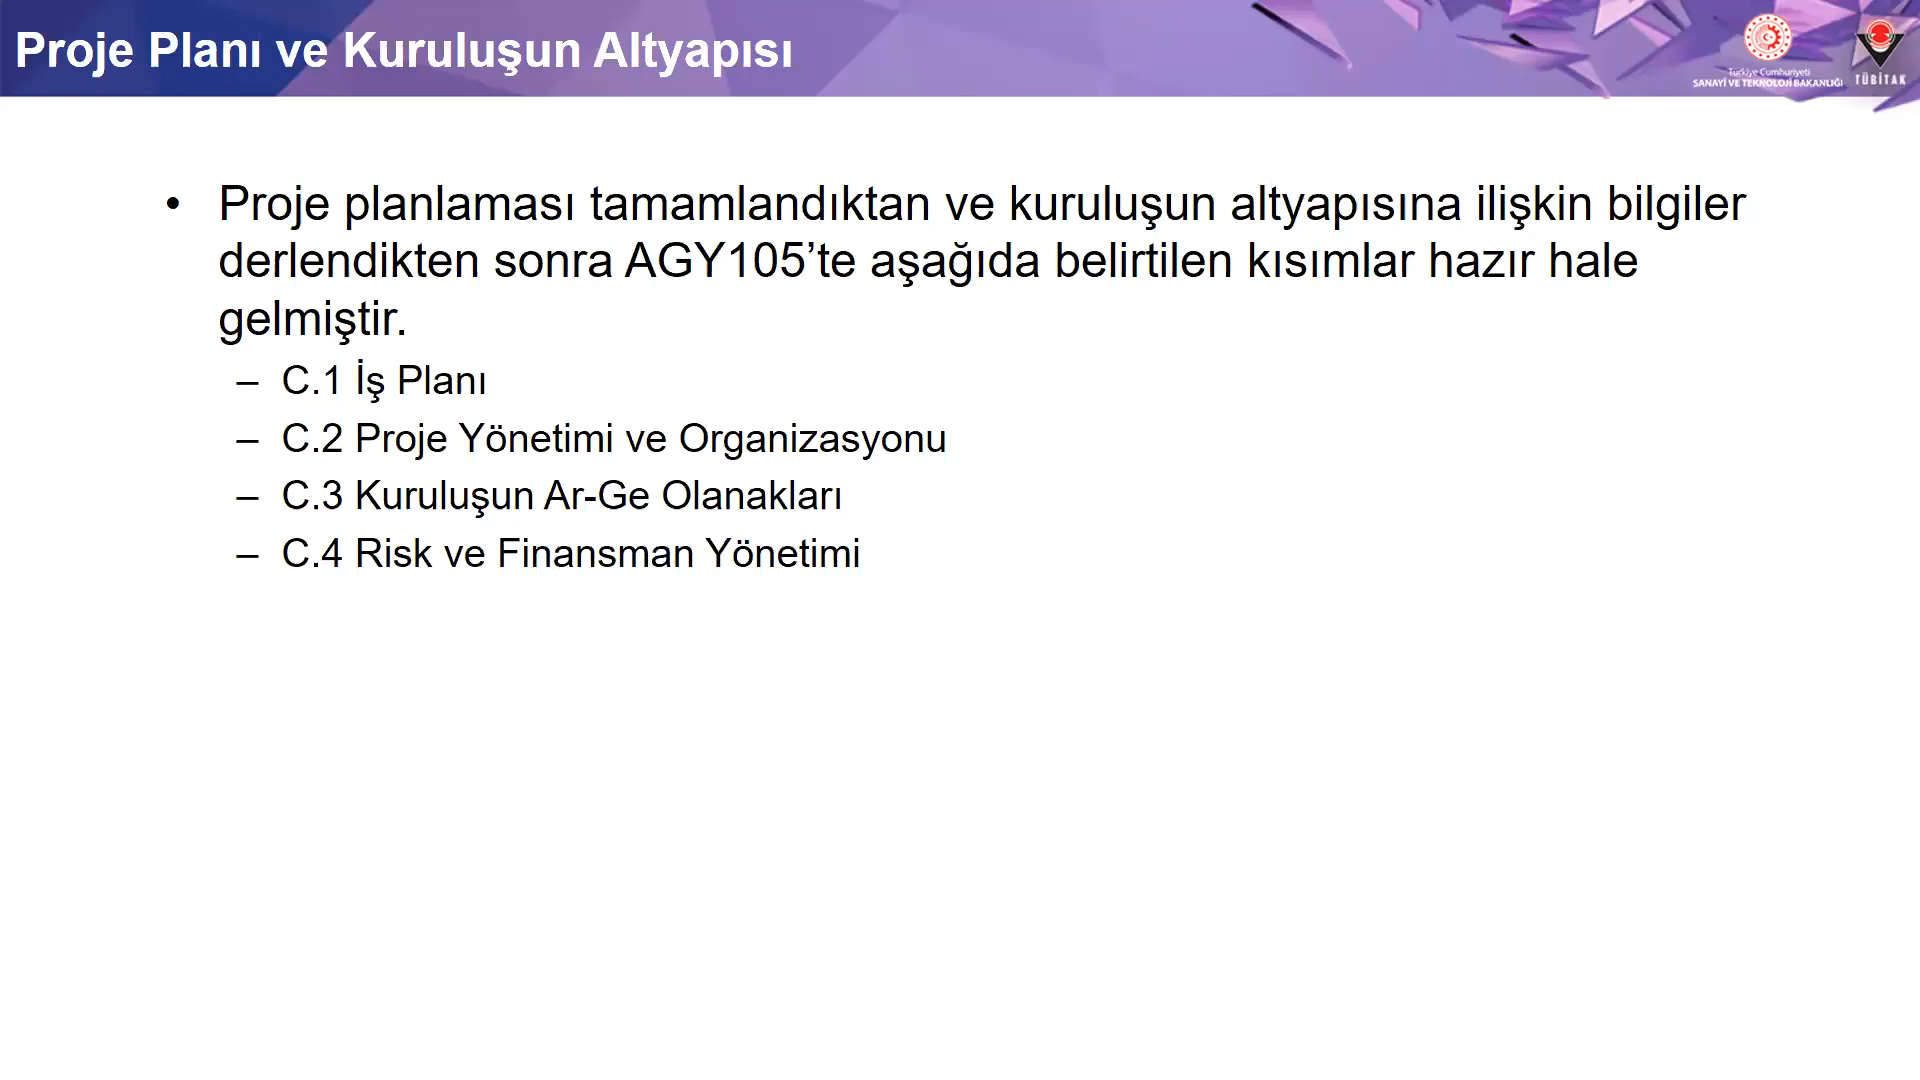 Proje Planı ve Kuruluşun Altyapısı
Türkiye Cumhuriyeti
SANAYİ VE TEKNOLOJİ BAKANLIĞI
TÜBİTAK
• Proje planlaması tamamlandıktan ve kuruluşun altyapısına ilişkin bilgiler
derlendikten sonra AGY105’te aşağıda belirtilen kısımlar hazır hale
gelmiştir.
– C.1 İş Planı
– C.2 Proje Yönetimi ve Organizasyonu
– C.3 Kuruluşun Ar-Ge Olanakları
– C.4 Risk ve Finansman Yönetimi